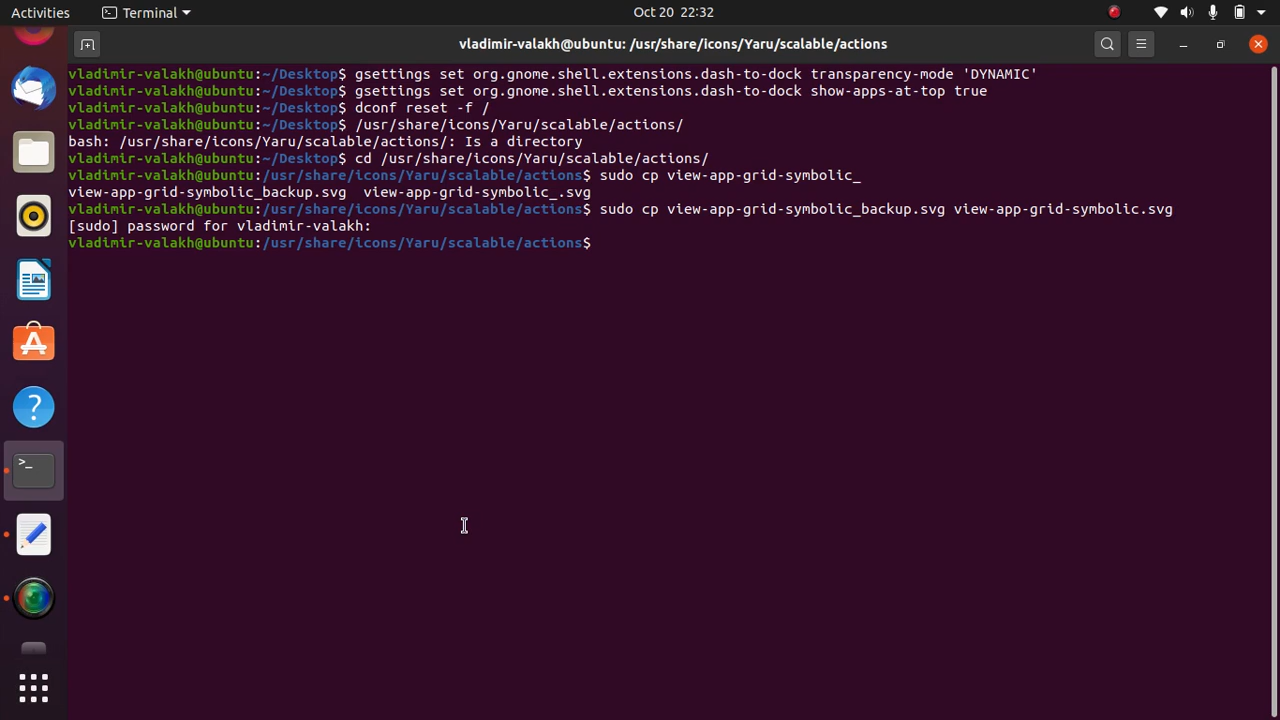 Activities
Terminal
Oct 20 22:32
vladimir-valakh@ubuntu: /usr/share/icons/Yaru/scalable/actions
vladimir-valakh@ubuntu:~/Desktop$ gsettings set org.gnome.shell.extensions.dash-to-dock transparency-mode 'DYNAMIC'
vladimir-valakh@ubuntu:~/Desktop$ gsettings set org.gnome.shell.extensions.dash-to-dock show-apps-at-top true
vladimir-valakh@ubuntu:~/Desktop$ dconf reset -f /
vladimir-valakh@ubuntu:~/Desktop$ /usr/share/icons/Yaru/scalable/actions/
bash: /usr/share/icons/Yaru/scalable/actions/: Is a directory
vladimir-valakh@ubuntu:~/Desktop$ cd /usr/share/icons/Yaru/scalable/actions/
vladimir-valakh@ubuntu:/usr/share/icons/Yaru/scalable/actions$ sudo cp view-app-grid-symbolic_
view-app-grid-symbolic_backup.svg  view-app-grid-symbolic_.svg
vladimir-valakh@ubuntu:/usr/share/icons/Yaru/scalable/actions$ sudo cp view-app-grid-symbolic_backup.svg view-app-grid-symbolic.svg
[sudo] password for vladimir-valakh:
vladimir-valakh@ubuntu:/usr/share/icons/Yaru/scalable/actions$